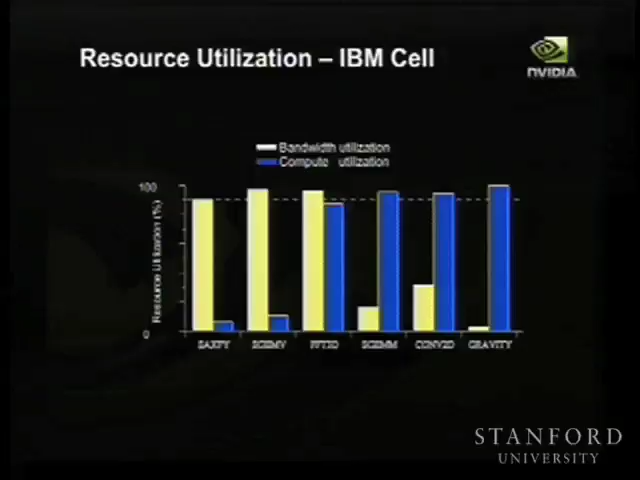 Resource Utilization – IBM Cell
NVIDIA
Bandwidth utilization
Compute utilization
100
Resource Utilization (%)
0
SAXPY SGEMV FFT3D SGEMM CONV2D GRAVITY
STANFORD
UNIVERSITY